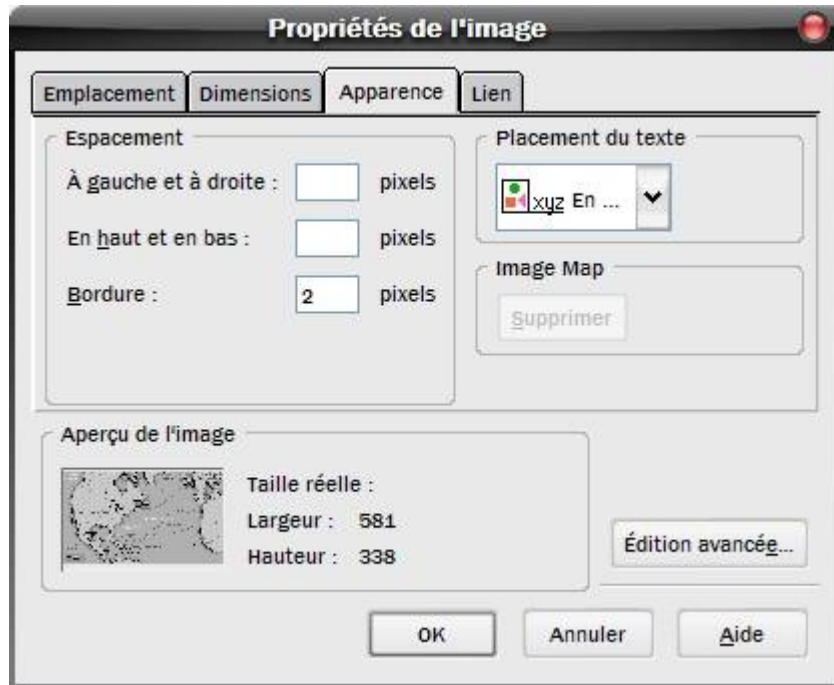 Propriétés de l'image
Emplacement Dimensions Apparence Lien
Espacement
À gauche et à droite : pixels
En haut et en bas : pixels
Bordure : 2 pixels
Placement du texte
xyz En ...
Image Map
Supprimer
Aperçu de l'image
Taille réelle :
Largeur : 581
Hauteur : 338
Édition avancée...
OK Annuler Aide